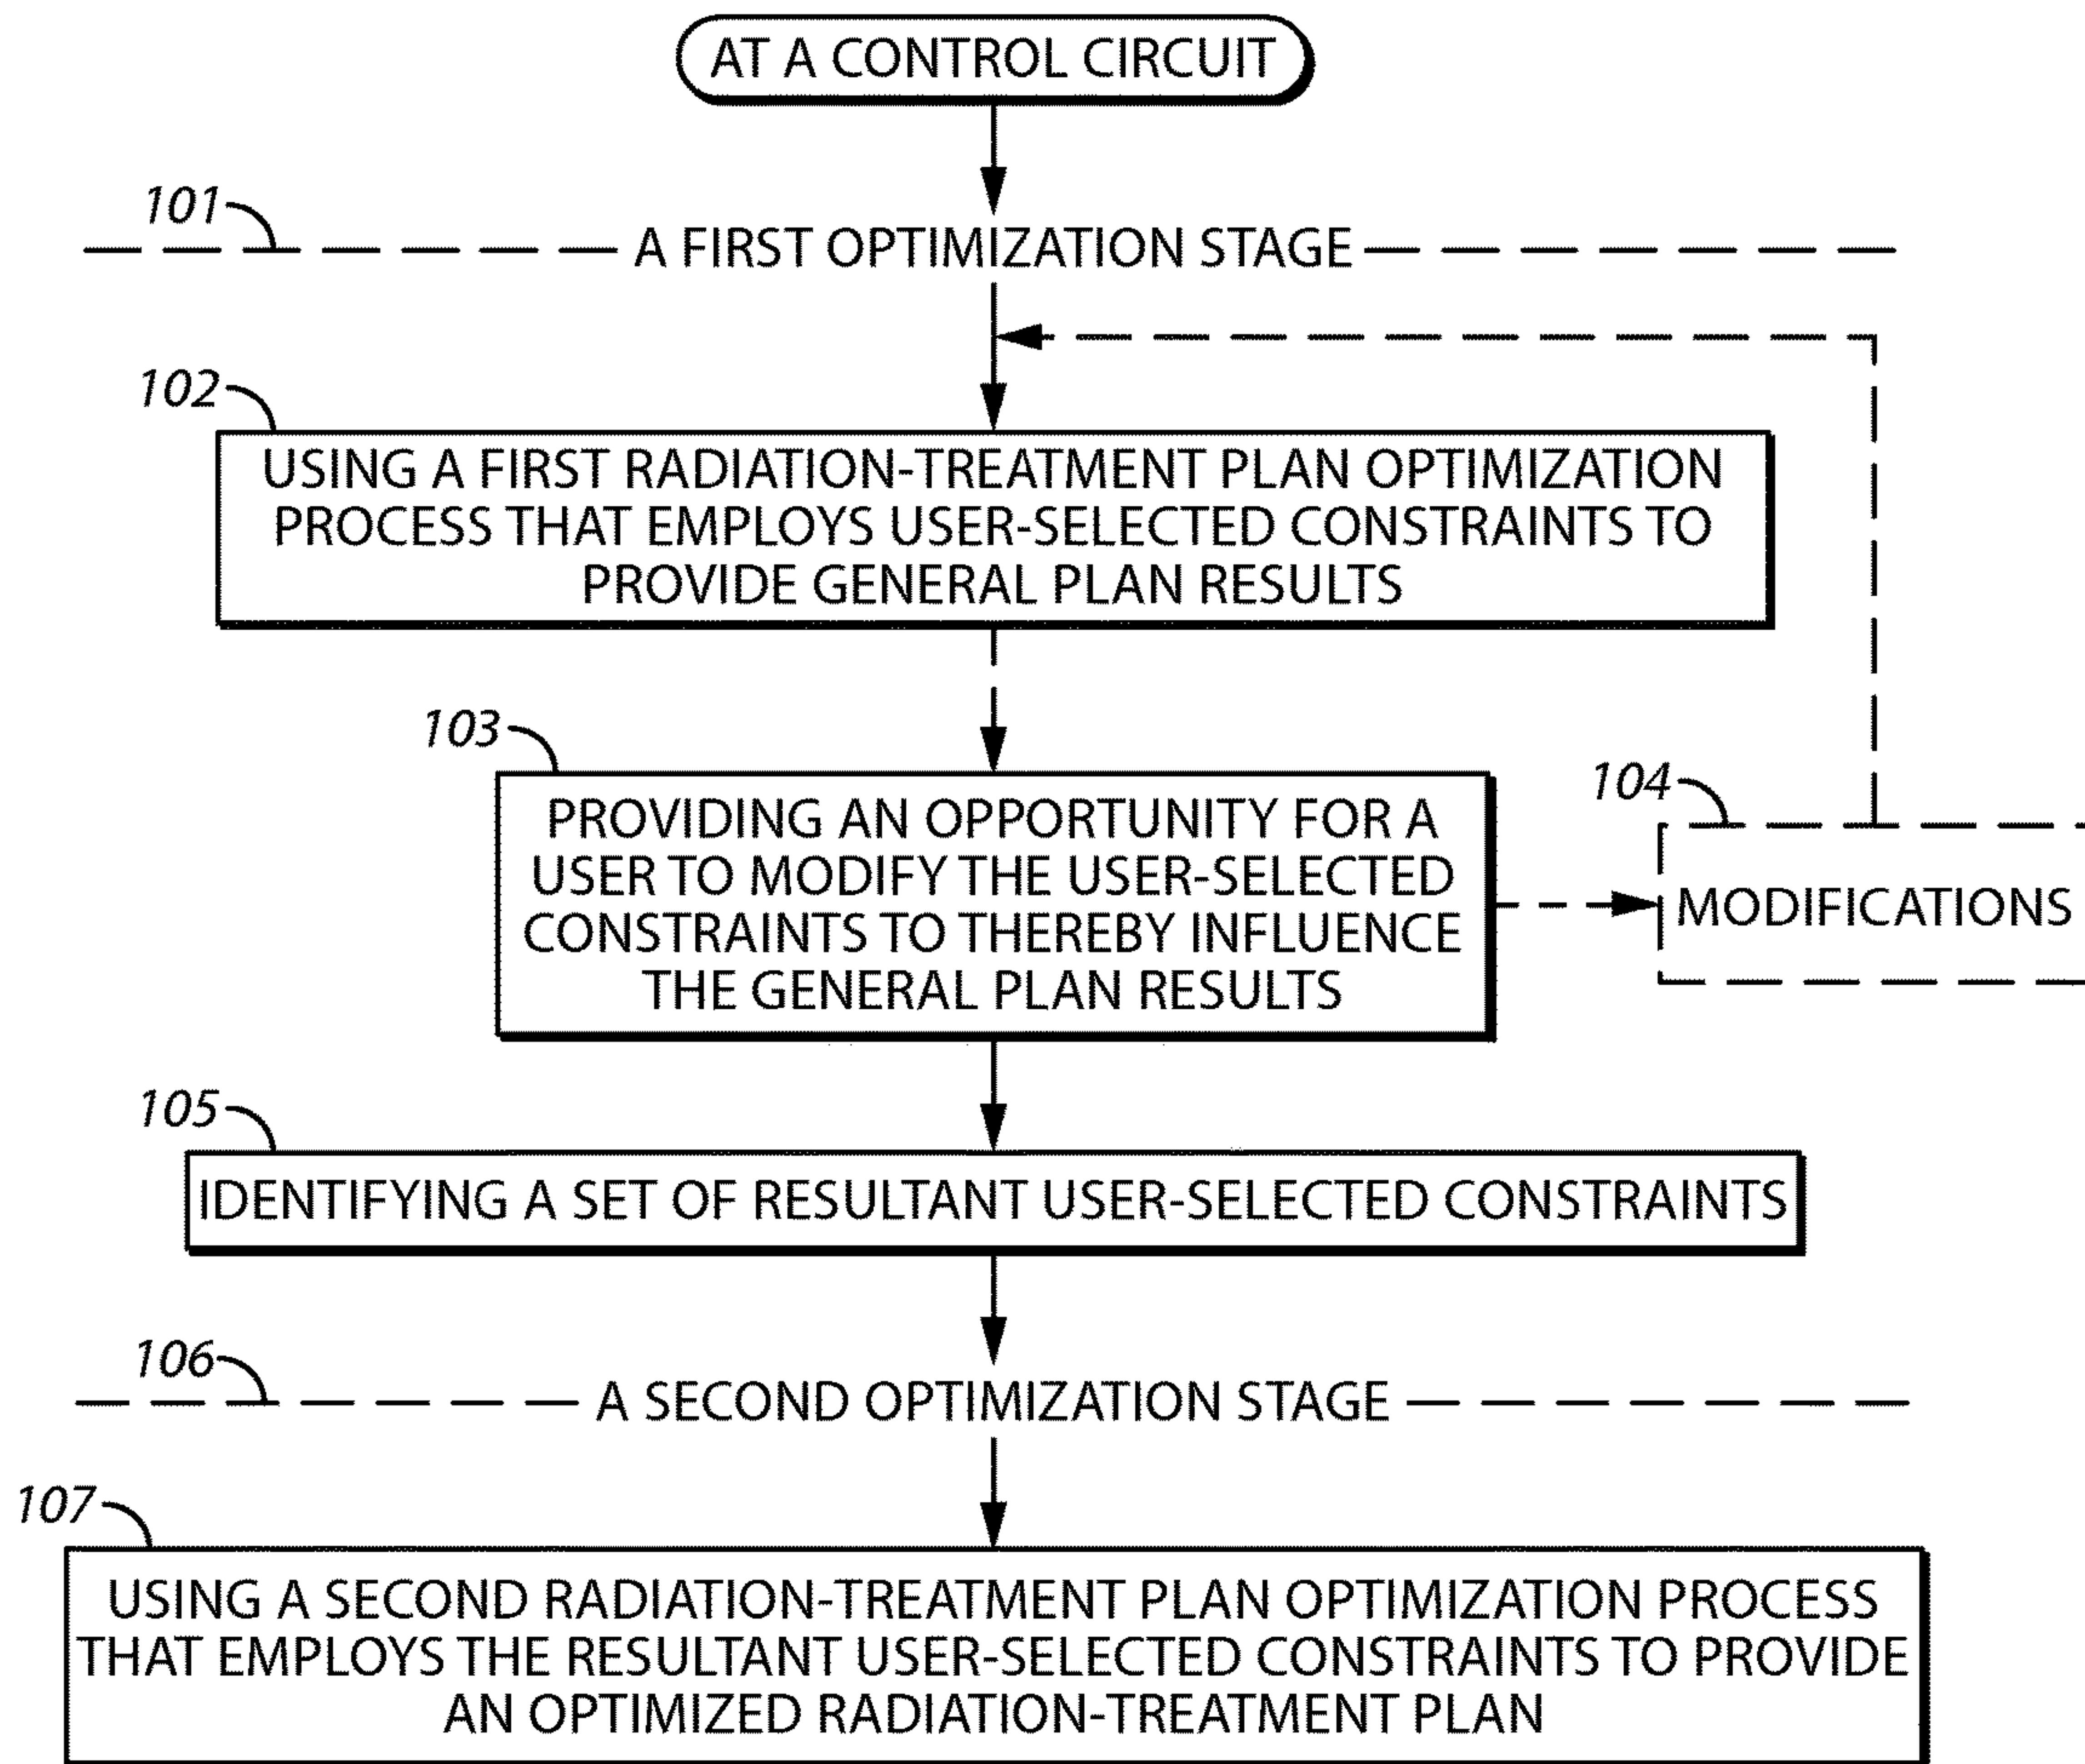 AT A CONTROL CIRCUIT
101
A FIRST OPTIMIZATION STAGE
102
USING A FIRST RADIATION-TREATMENT PLAN OPTIMIZATION
PROCESS THAT EMPLOYS USER-SELECTED CONSTRAINTS TO
PROVIDE GENERAL PLAN RESULTS
103
PROVIDING AN OPPORTUNITY FOR A
USER TO MODIFY THE USER-SELECTED
CONSTRAINTS TO THEREBY INFLUENCE
THE GENERAL PLAN RESULTS
104
MODIFICATIONS
105
IDENTIFYING A SET OF RESULTANT USER-SELECTED CONSTRAINTS
106
A SECOND OPTIMIZATION STAGE
107
USING A SECOND RADIATION-TREATMENT PLAN OPTIMIZATION PROCESS
THAT EMPLOYS THE RESULTANT USER-SELECTED CONSTRAINTS TO PROVIDE
AN OPTIMIZED RADIATION-TREATMENT PLAN